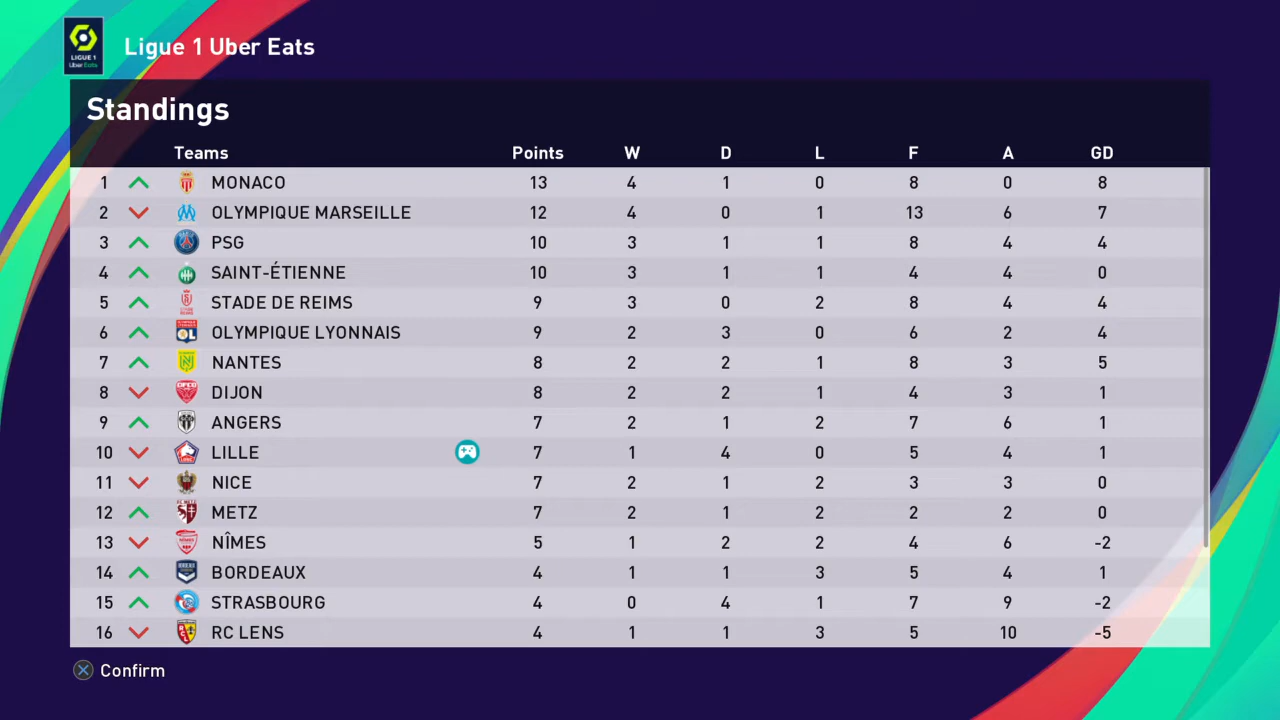 LIGUE 1
Uber Eats
Ligue 1 Uber Eats
Standings
Teams Points W D L F A GD
1 MONACO 13 4 1 0 8 0 8
2 OLYMPIQUE MARSEILLE 12 4 0 1 13 6 7
3 PSG 10 3 1 1 8 4 4
4 SAINT-ÉTIENNE 10 3 1 1 4 4 0
5 STADE DE REIMS 9 3 0 2 8 4 4
6 OLYMPIQUE LYONNAIS 9 2 3 0 6 2 4
7 NANTES 8 2 2 1 8 3 5
8 DIJON 8 2 2 1 4 3 1
9 ANGERS 7 2 1 2 7 6 1
10 LILLE 7 1 4 0 5 4 1
11 NICE 7 2 1 2 3 3 0
12 METZ 7 2 1 2 2 2 0
13 NÎMES 5 1 2 2 4 6 -2
14 BORDEAUX 4 1 1 3 5 4 1
15 STRASBOURG 4 0 4 1 7 9 -2
16 RC LENS 4 1 1 3 5 10 -5
Confirm